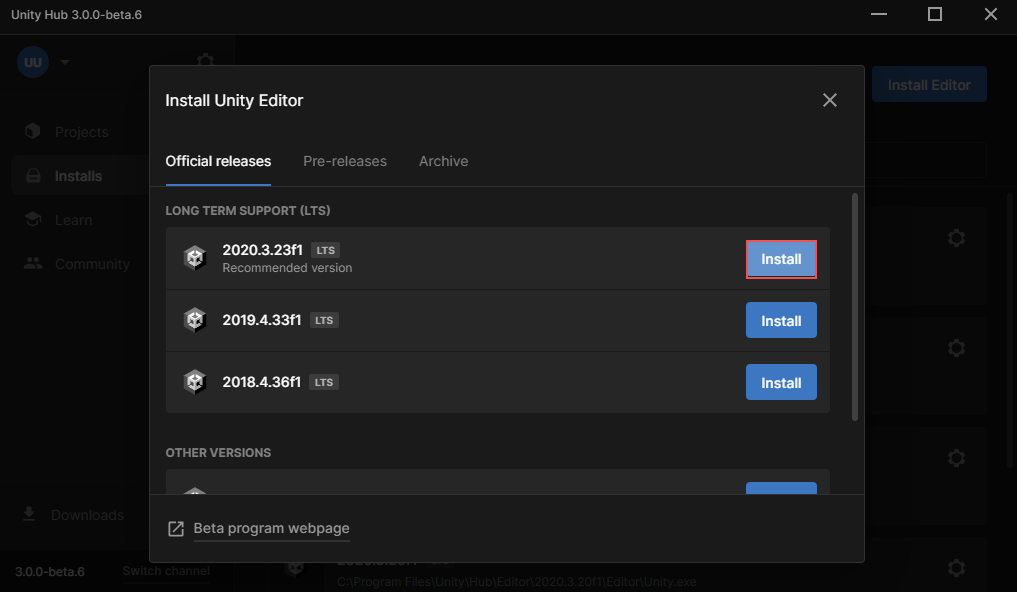 Unity Hub 3.0.0-beta.6
UU
Install Editor
Projects
Installs
Learn
Community
Downloads
3.0.0-beta.6
Switch channel
Install Unity Editor
Official releases
Pre-releases
Archive
LONG TERM SUPPORT (LTS)
2020.3.23f1 LTS
Recommended version
Install
2019.4.33f1 LTS
Install
2018.4.36f1 LTS
Install
OTHER VERSIONS
Beta program webpage
C:\Program Files\Unity\Hub\Editor\2020.3.20f1\Editor\Unity.exe